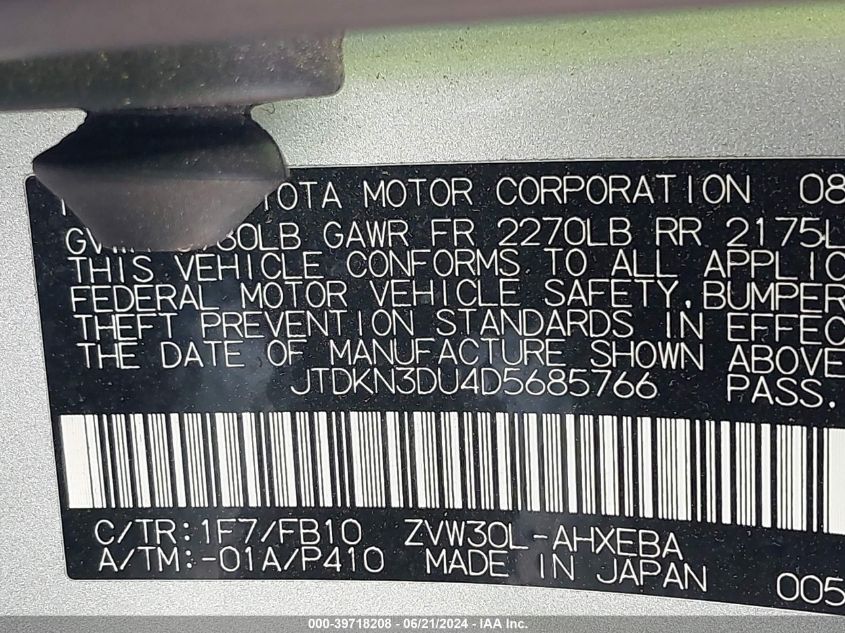 TOYOTA MOTOR CORPORATION 08
GAWR FR 2270LB RR 2175L
THIS VEHICLE CONFORMS TO ALL APPLIC
FEDERAL MOTOR VEHICLE SAFETY, BUMPER
THEFT PREVENTION STANDARDS IN EFFEC
THE DATE OF MANUFACTURE SHOWN ABOVE
JTDKN3DU4D5685766 PASS.
C/TR:1F7/FB10 ZVW30L-AHXEBA
A/TM:-01A/P410 MADE IN JAPAN 005
000-39718208 - 06/21/2024 - IAA Inc.